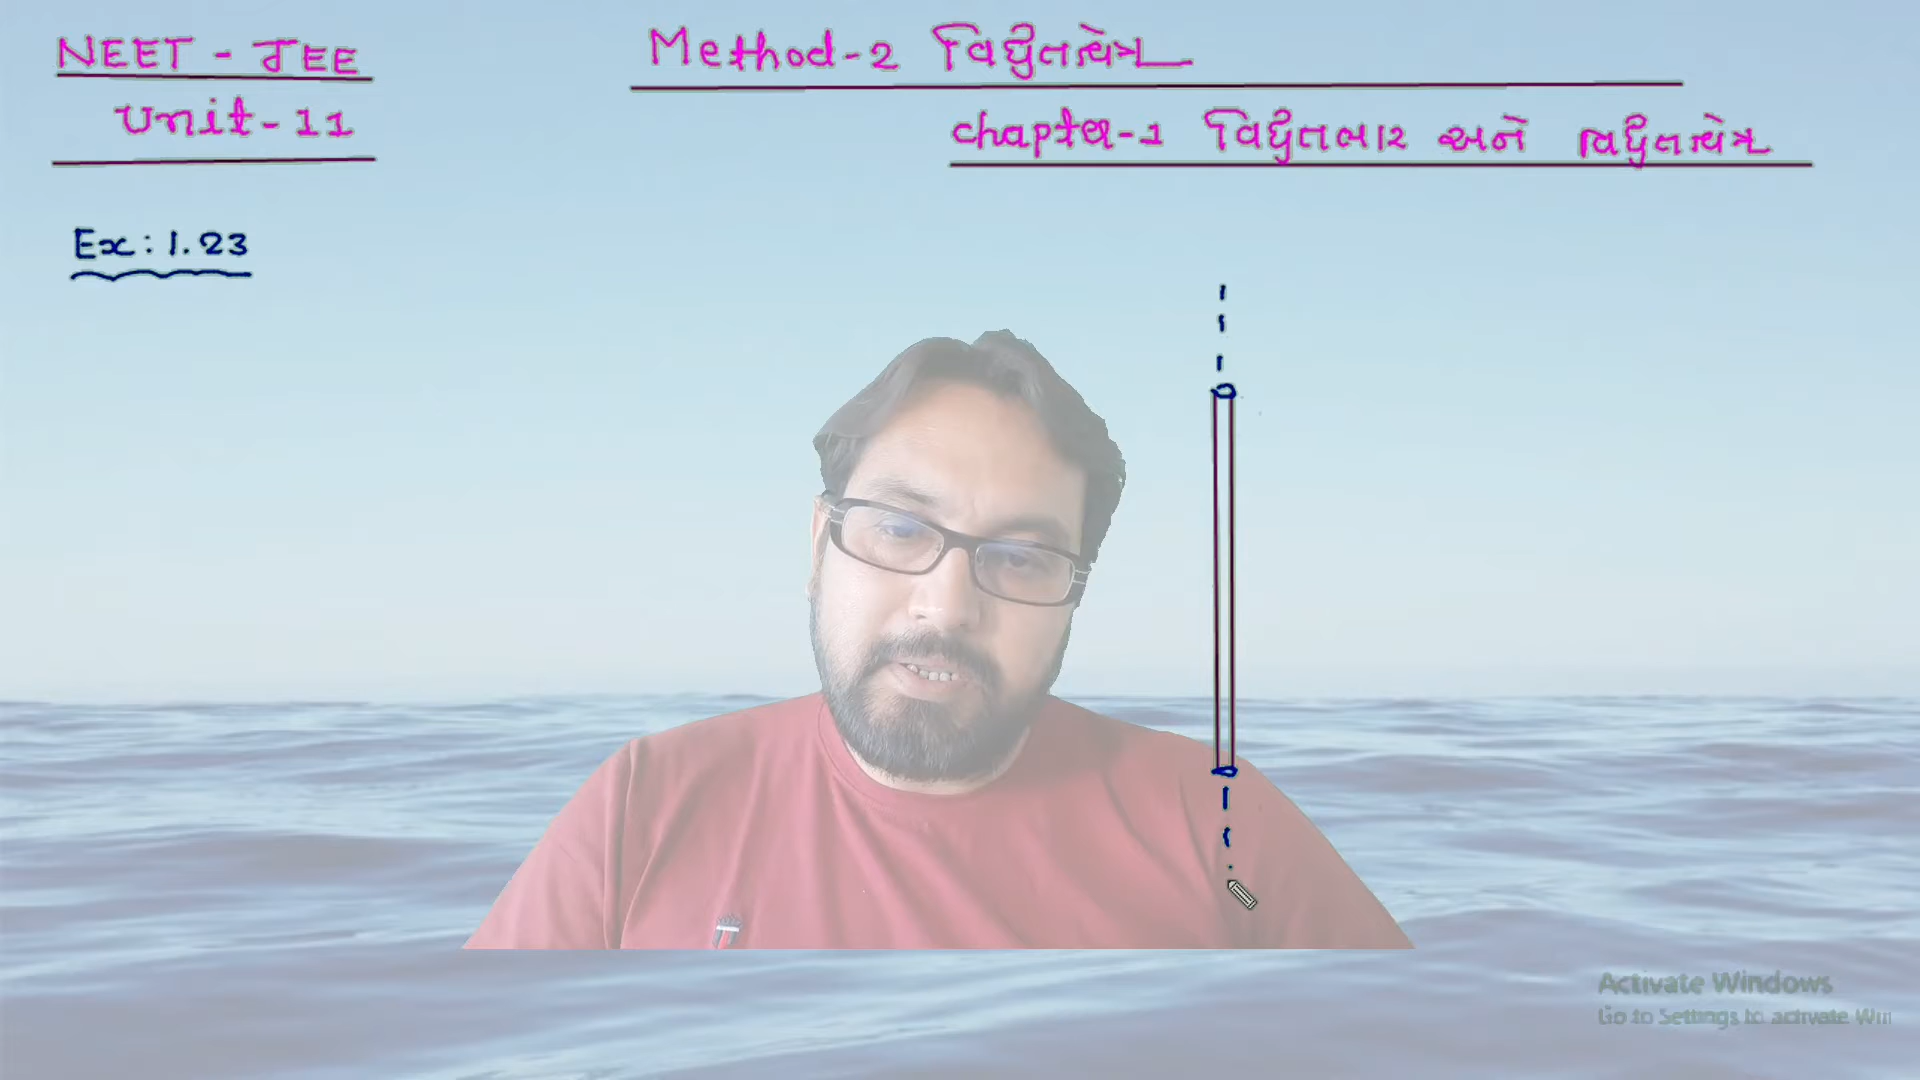 NEET - JEE
Method-2 વિદ્યુતક્ષેત્ર
Unit-11
chapter-1 વિદ્યુતભાર અને વિદ્યુતક્ષેત્ર
Ex: 1.23
Activate Windows
Go to Settings to activate Win